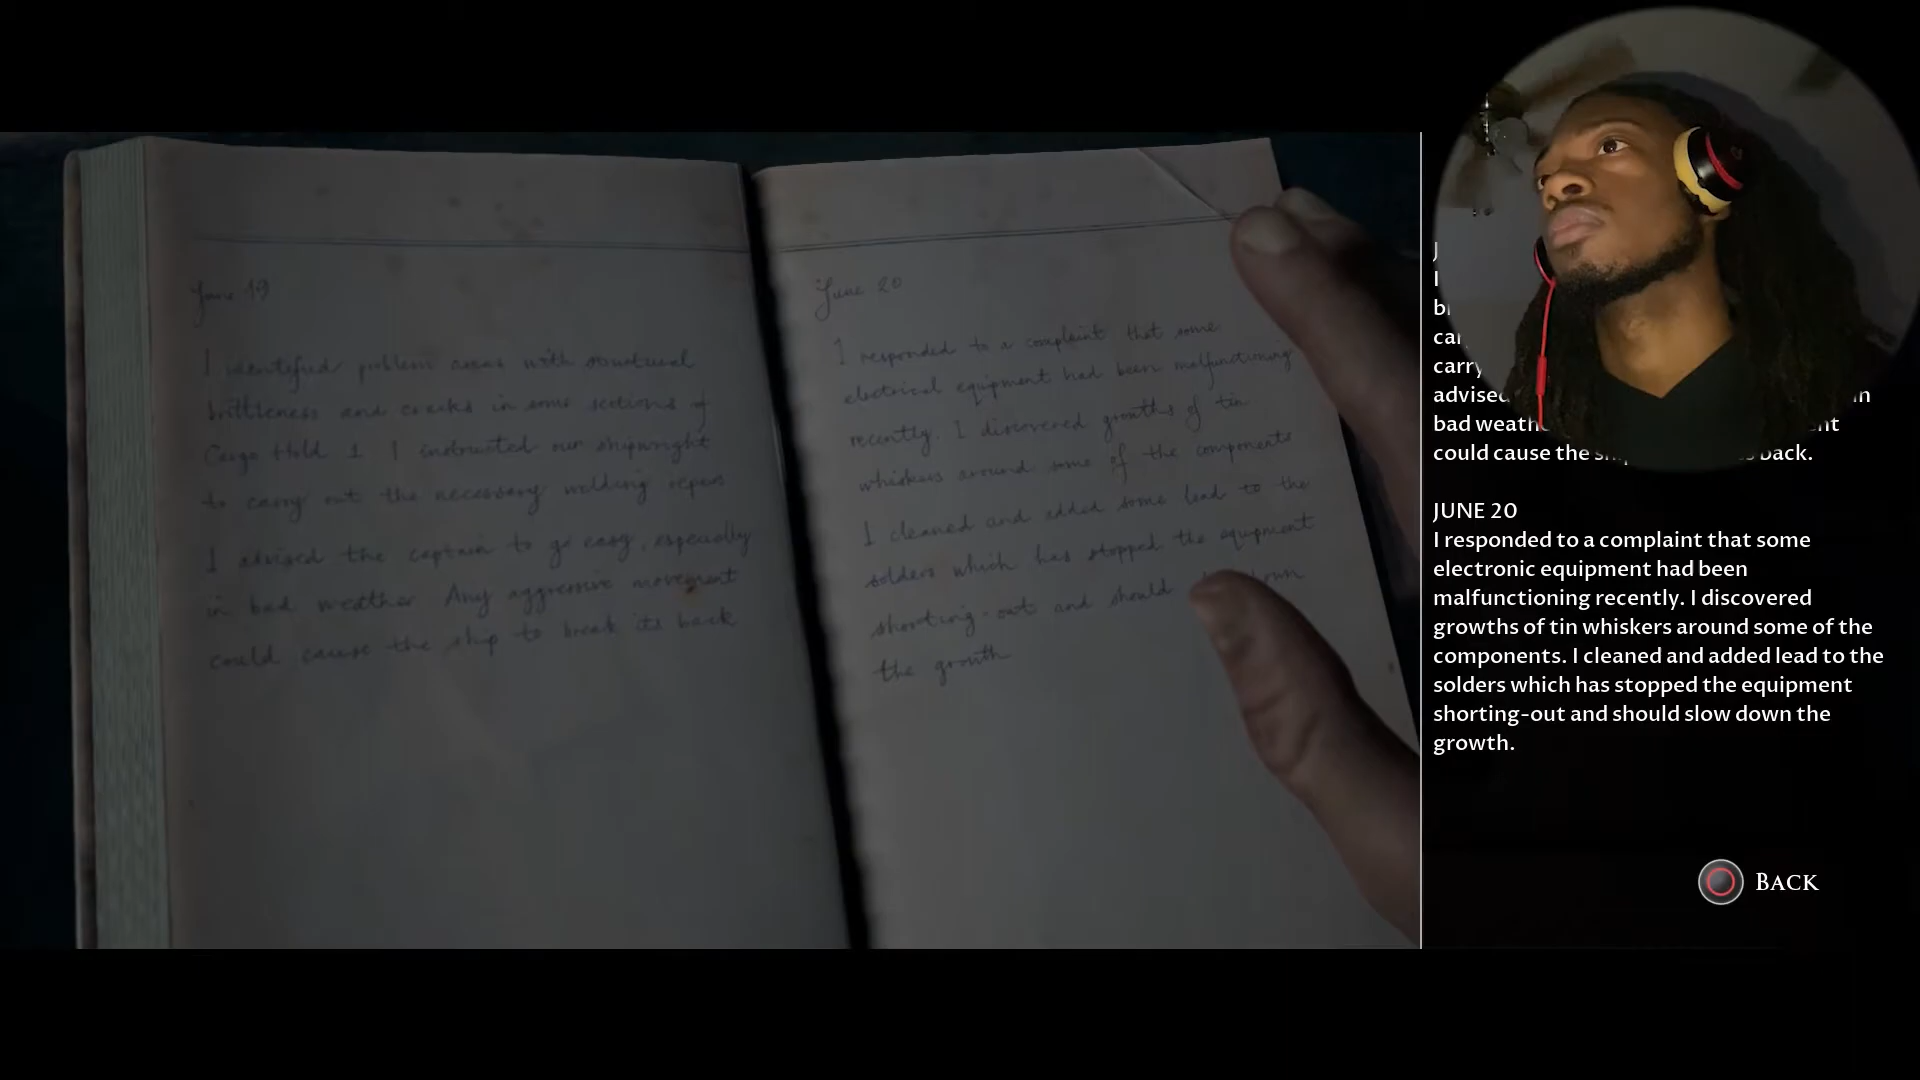 June 19
I identified problem areas with structural
brittleness and cracks in some sections of
Cargo Hold 1. I instructed our shipwright
to carry out the necessary welding repairs
I advised the captain to go easy, especially
in bad weather. Any aggressive movement
could cause the ship to break its back
June 20
I responded to a complaint that some
electrical equipment had been malfunctioning
recently. I discovered growths of tin
whiskers around some of the components
I cleaned and added some lead to the
solders which has stopped the equipment
shorting-out and should down
the growth
J
I
car
carry
advised
bad weath
could cause the back.
JUNE 20
I responded to a complaint that some
electronic equipment had been
malfunctioning recently. I discovered
growths of tin whiskers around some of the
components. I cleaned and added lead to the
solders which has stopped the equipment
shorting-out and should slow down the
growth.
BACK